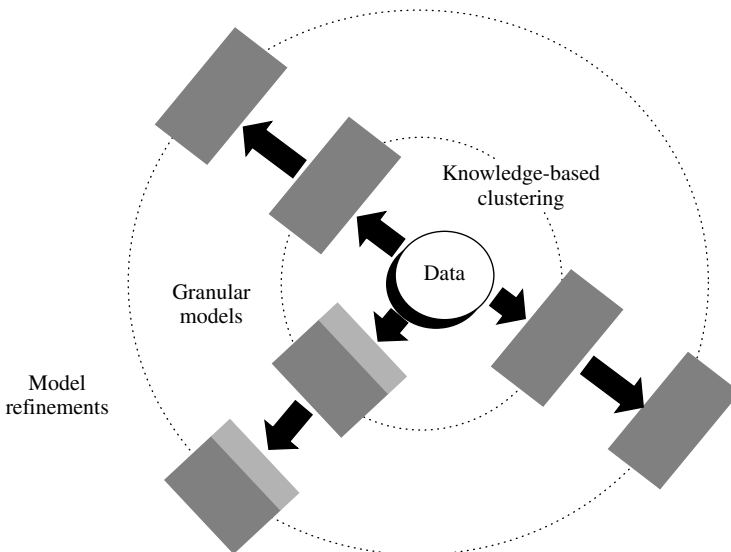 Knowledge-based
clustering
Data
Granular
models
Model
refinements